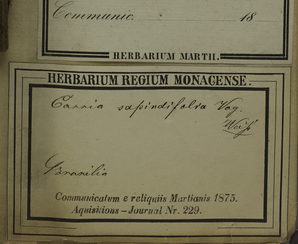 Communic. 18
HERBARIUM MARTII.
HERBARIUM REGIUM MONACENSE.
Cassia sapindifolia Vog.
Brasilia
Communicatum e reliquiis Martianis 1875.
Aquisitions – Journal Nr. 229.